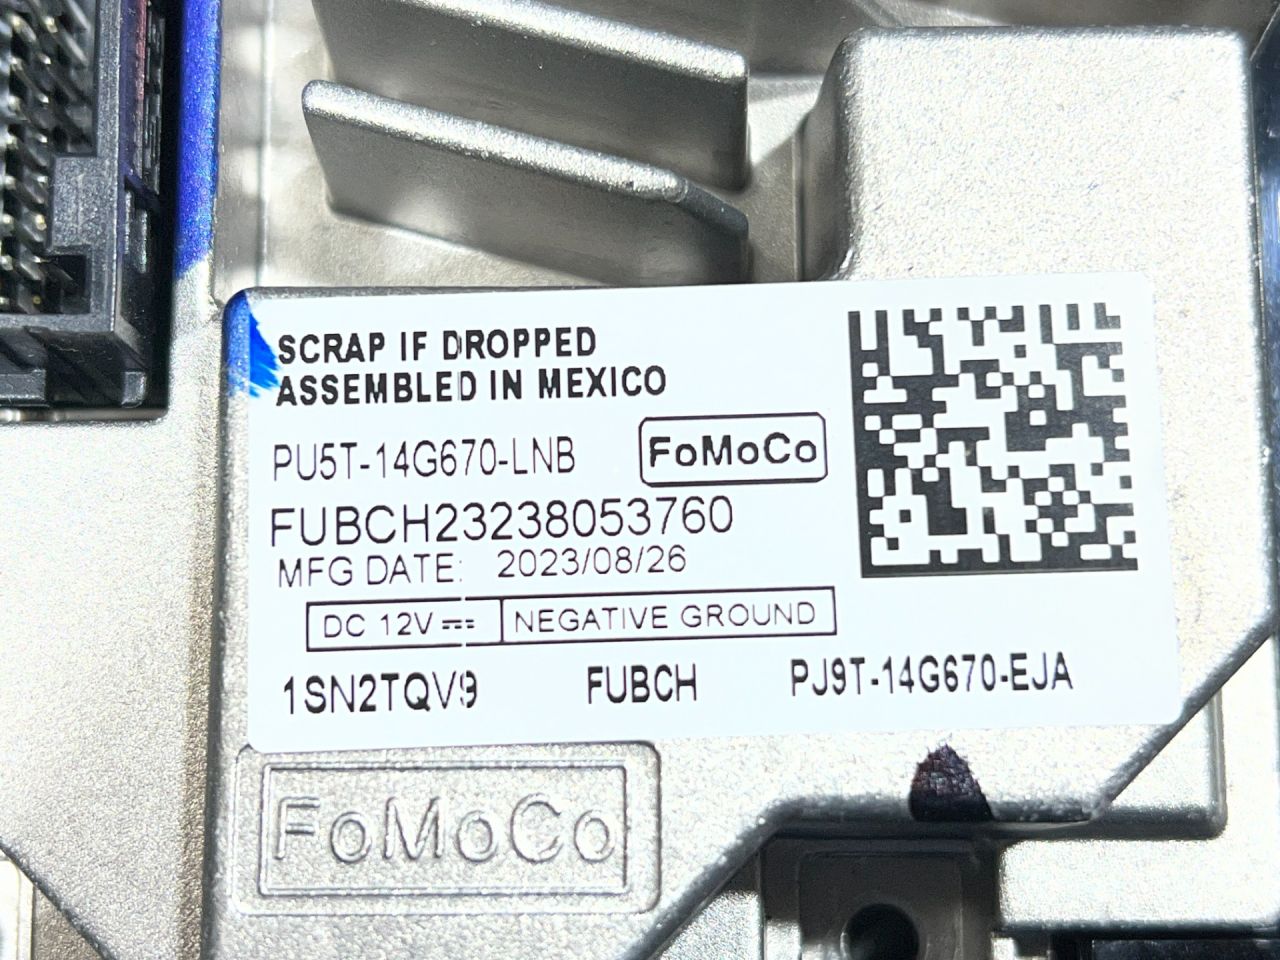 SCRAP IF DROPPED
ASSEMBLED IN MEXICO
PU5T-14G670-LNB
FoMoCo
FUBCH23238053760
MFG DATE: 2023/08/26
DC 12V⎓ NEGATIVE GROUND
1SN2TQV9 FUBCH PJ9T-14G670-EJA
FoMoCo